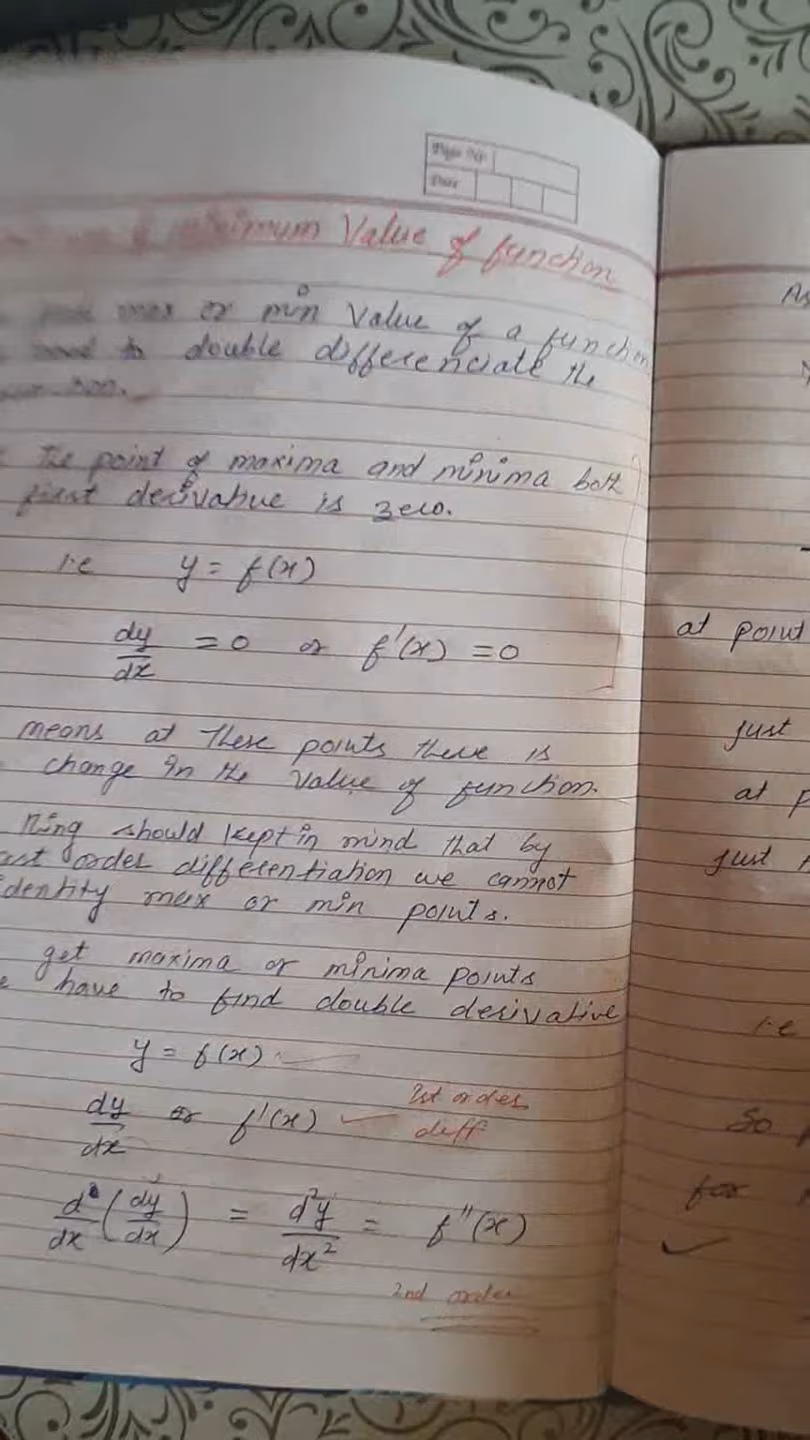 Page No.
Date
minimum Value of function
max or min Value of a function
need to double differenciate the
The point of maxima and minima both
first derivative is zero.
i.e y = f(x)
dy/dx = 0 or f'(x) = 0
means at these points there is
change in the value of function.
thing should kept in mind that by
order differentiation we cannot
identity max or min points.
get maxima or minima points
have to find double derivative
y = f(x)
dy/dx or f'(x) 1st order
diff
d/dx (dy/dx) = d²y/dx² = f''(x)
2nd order
at point
just
at p
just
i.e
So
for